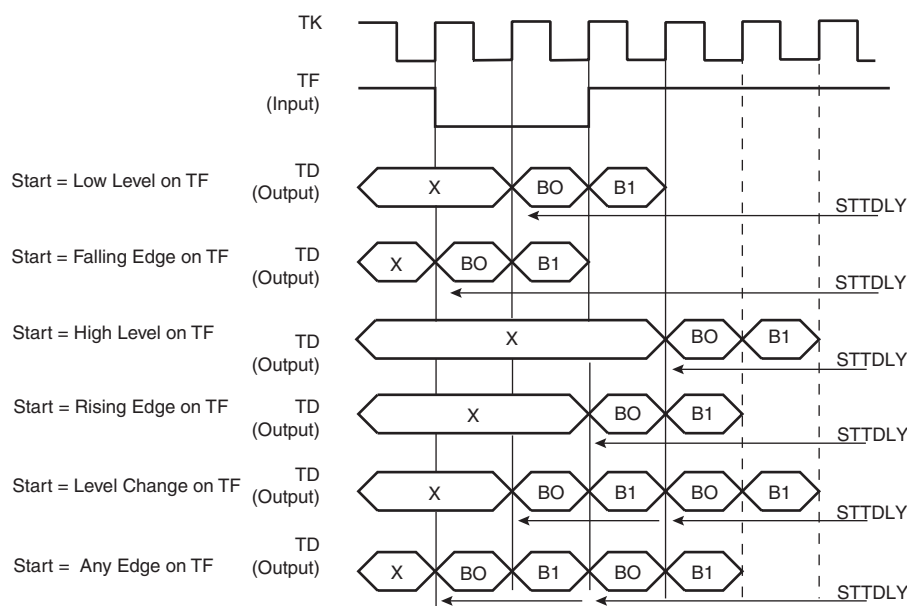 TK
TF
(Input)
Start = Low Level on TF
TD
(Output)
X
BO
B1
STTDLY
Start = Falling Edge on TF
TD
(Output)
X
BO
B1
STTDLY
Start = High Level on TF
TD
(Output)
X
BO
B1
STTDLY
Start = Rising Edge on TF
TD
(Output)
X
BO
B1
STTDLY
Start = Level Change on TF
TD
(Output)
X
BO
B1
BO
B1
STTDLY
Start = Any Edge on TF
TD
(Output)
X
BO
B1
BO
B1
STTDLY